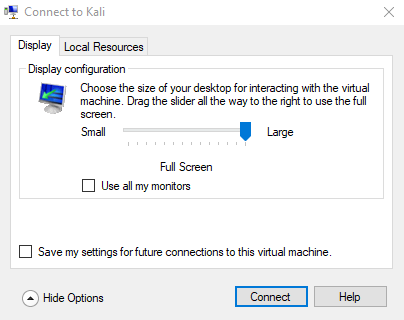 Connect to Kali
Display
Local Resources
Display configuration
Choose the size of your desktop for interacting with the virtual
machine. Drag the slider all the way to the right to use the full
screen.
Small
Large
Full Screen
Use all my monitors
Save my settings for future connections to this virtual machine.
Hide Options
Connect
Help